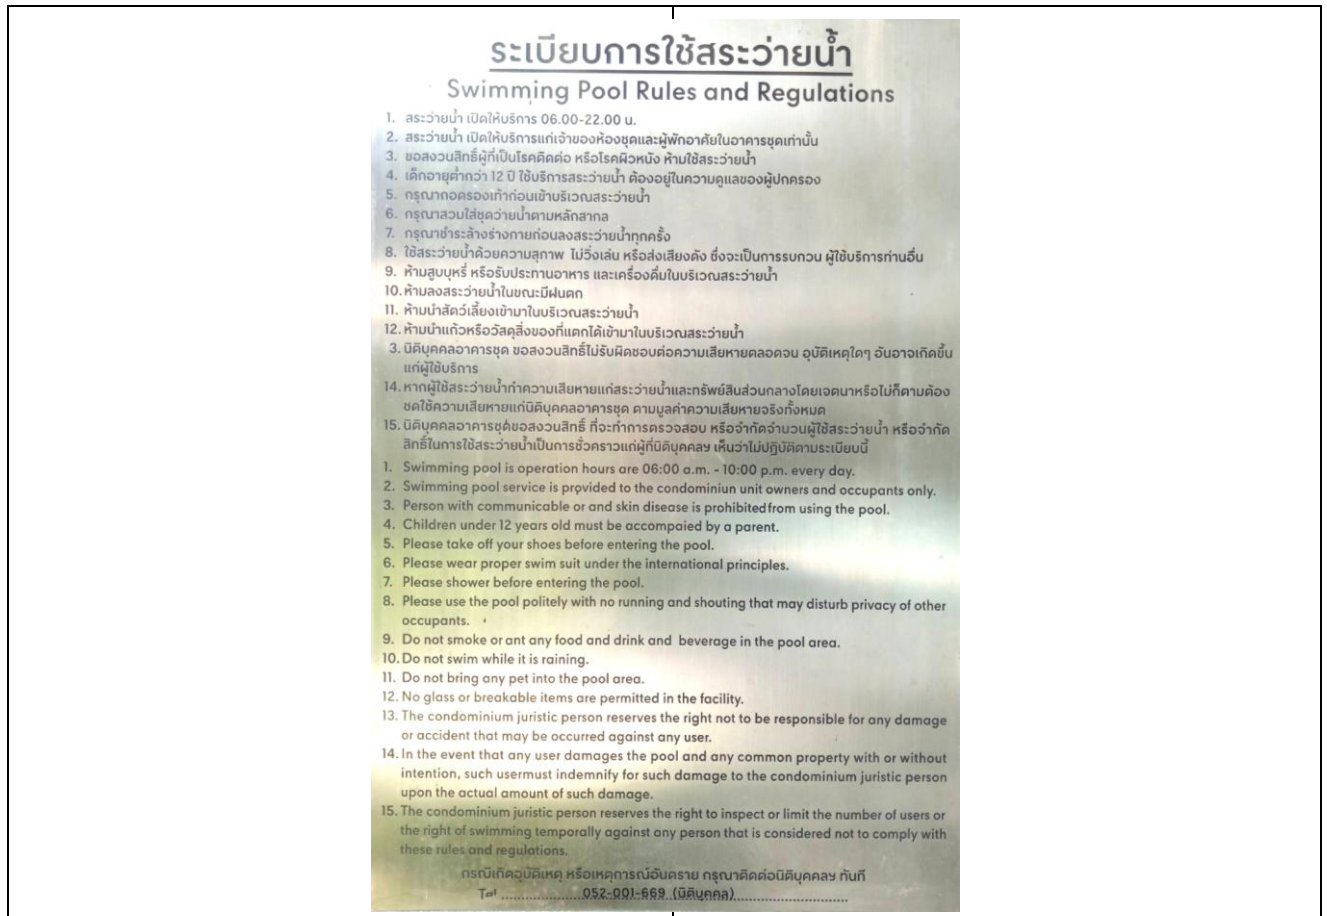 ระเบียบการใช้สระว่ายน้ำ
Swimming Pool Rules and Regulations
1. สระว่ายน้ำ เปิดให้บริการ 06.00-22.00 น.
2. สระว่ายน้ำ เปิดให้บริการแก่เจ้าของห้องชุดและผู้พักอาศัยในอาคารชุดเท่านั้น
3. ขอสงวนสิทธิ์ผู้ที่เป็นโรคติดต่อ หรือโรคผิวหนัง ห้ามใช้สระว่ายน้ำ
4. เด็กอายุต่ำกว่า 12 ปี ใช้บริการสระว่ายน้ำ ต้องอยู่ในความดูแลของผู้ปกครอง
5. กรุณาถอดรองเท้าก่อนเข้าบริเวณสระว่ายน้ำ
6. กรุณาสวมใส่ชุดว่ายน้ำตามหลักสากล
7. กรุณาชำระล้างร่างกายก่อนลงสระว่ายน้ำทุกครั้ง
8. ใช้สระว่ายน้ำด้วยความสุภาพ ไม่วิ่งเล่น หรือส่งเสียงดัง ซึ่งจะเป็นการรบกวน ผู้ใช้บริการท่านอื่น
9. ห้ามสูบบุหรี่ หรือรับประทานอาหาร และเครื่องดื่มในบริเวณสระว่ายน้ำ
10. ห้ามลงสระว่ายน้ำในขณะมีฝนตก
11. ห้ามนำสัตว์เลี้ยงเข้ามาในบริเวณสระว่ายน้ำ
12. ห้ามนำแก้วหรือวัสดุสิ่งของที่แตกได้เข้ามาในบริเวณสระว่ายน้ำ
3. นิติบุคคลอาคารชุด ขอสงวนสิทธิ์ไม่รับผิดชอบต่อความเสียหายตลอดจน อุบัติเหตุใดๆ อันอาจเกิดขึ้น
แก่ผู้ใช้บริการ
14. หากผู้ใช้สระว่ายน้ำทำความเสียหายแก่สระว่ายน้ำและทรัพย์สินส่วนกลางโดยเจตนาหรือไม่ก็ตามต้อง
ชดใช้ความเสียหายแก่นิติบุคคลอาคารชุด ตามมูลค่าความเสียหายจริงทั้งหมด
15. นิติบุคคลอาคารชุดขอสงวนสิทธิ์ ที่จะทำการตรวจสอบ หรือจำกัดจำนวนผู้ใช้สระว่ายน้ำ หรือจำกัด
สิทธิ์ในการใช้สระว่ายน้ำเป็นการชั่วคราวแก่ผู้ที่นิติบุคคลฯ เห็นว่าไม่ปฏิบัติตามระเบียบนี้
1. Swimming pool is operation hours are 06:00 a.m. - 10:00 p.m. every day.
2. Swimming pool service is provided to the condominiun unit owners and occupants only.
3. Person with communicable or and skin disease is prohibited from using the pool.
4. Children under 12 years old must be accompaied by a parent.
5. Please take off your shoes before entering the pool.
6. Please wear proper swim suit under the international principles.
7. Please shower before entering the pool.
8. Please use the pool politely with no running and shouting that may disturb privacy of other
occupants.
9. Do not smoke or ant any food and drink and beverage in the pool area.
10. Do not swim while it is raining.
11. Do not bring any pet into the pool area.
12. No glass or breakable items are permitted in the facility.
13. The condominium juristic person reserves the right not to be responsible for any damage
or accident that may be occurred against any user.
14. In the event that any user damages the pool and any common property with or without
intention, such usermust indemnify for such damage to the condominium juristic person
upon the actual amount of such damage.
15. The condominium juristic person reserves the right to inspect or limit the number of users or
the right of swimming temporally against any person that is considered not to comply with
these rules and regulations.
กรณีเกิดอุบัติเหตุ หรือเหตุการณ์อันตราย กรุณาติดต่อนิติบุคคลฯ ทันที
Tel ....................052-001-669 (นิติบุคคล)............................